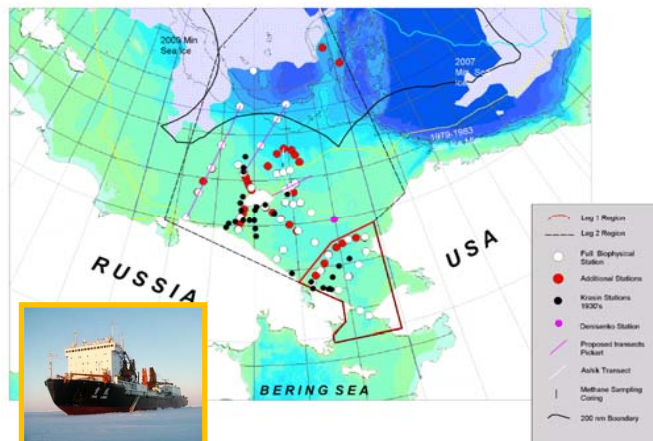 2009 Min
Sea Ice
2007
Min. Sea
Ice
1979-1983
RUSSIA
USA
BERING SEA
Leg 1 Region
Leg 2 Region
Full Biophysical
Station
Additional Stations
Krasin Stations
1930's
Denisenko Station
Proposed transects
Pickart
Ashik Transect
Methane Sampling
Coring
200 nm Boundary